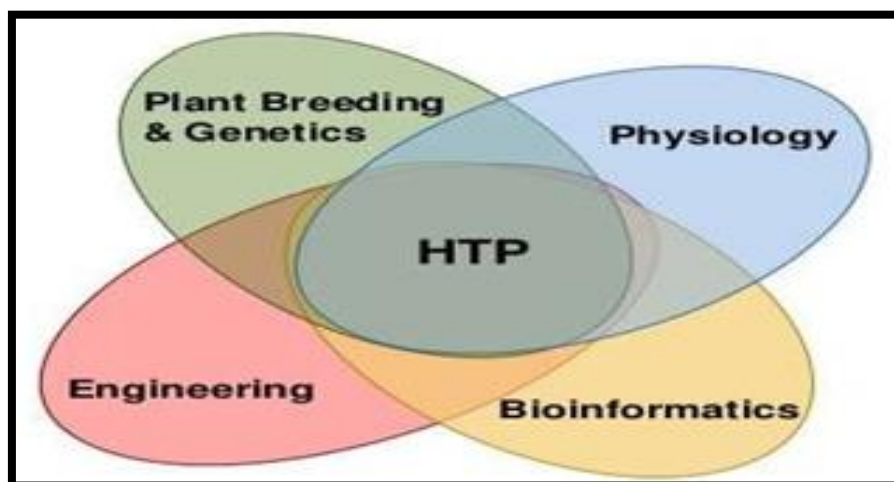 Plant Breeding
& Genetics
Physiology
HTP
Engineering
Bioinformatics